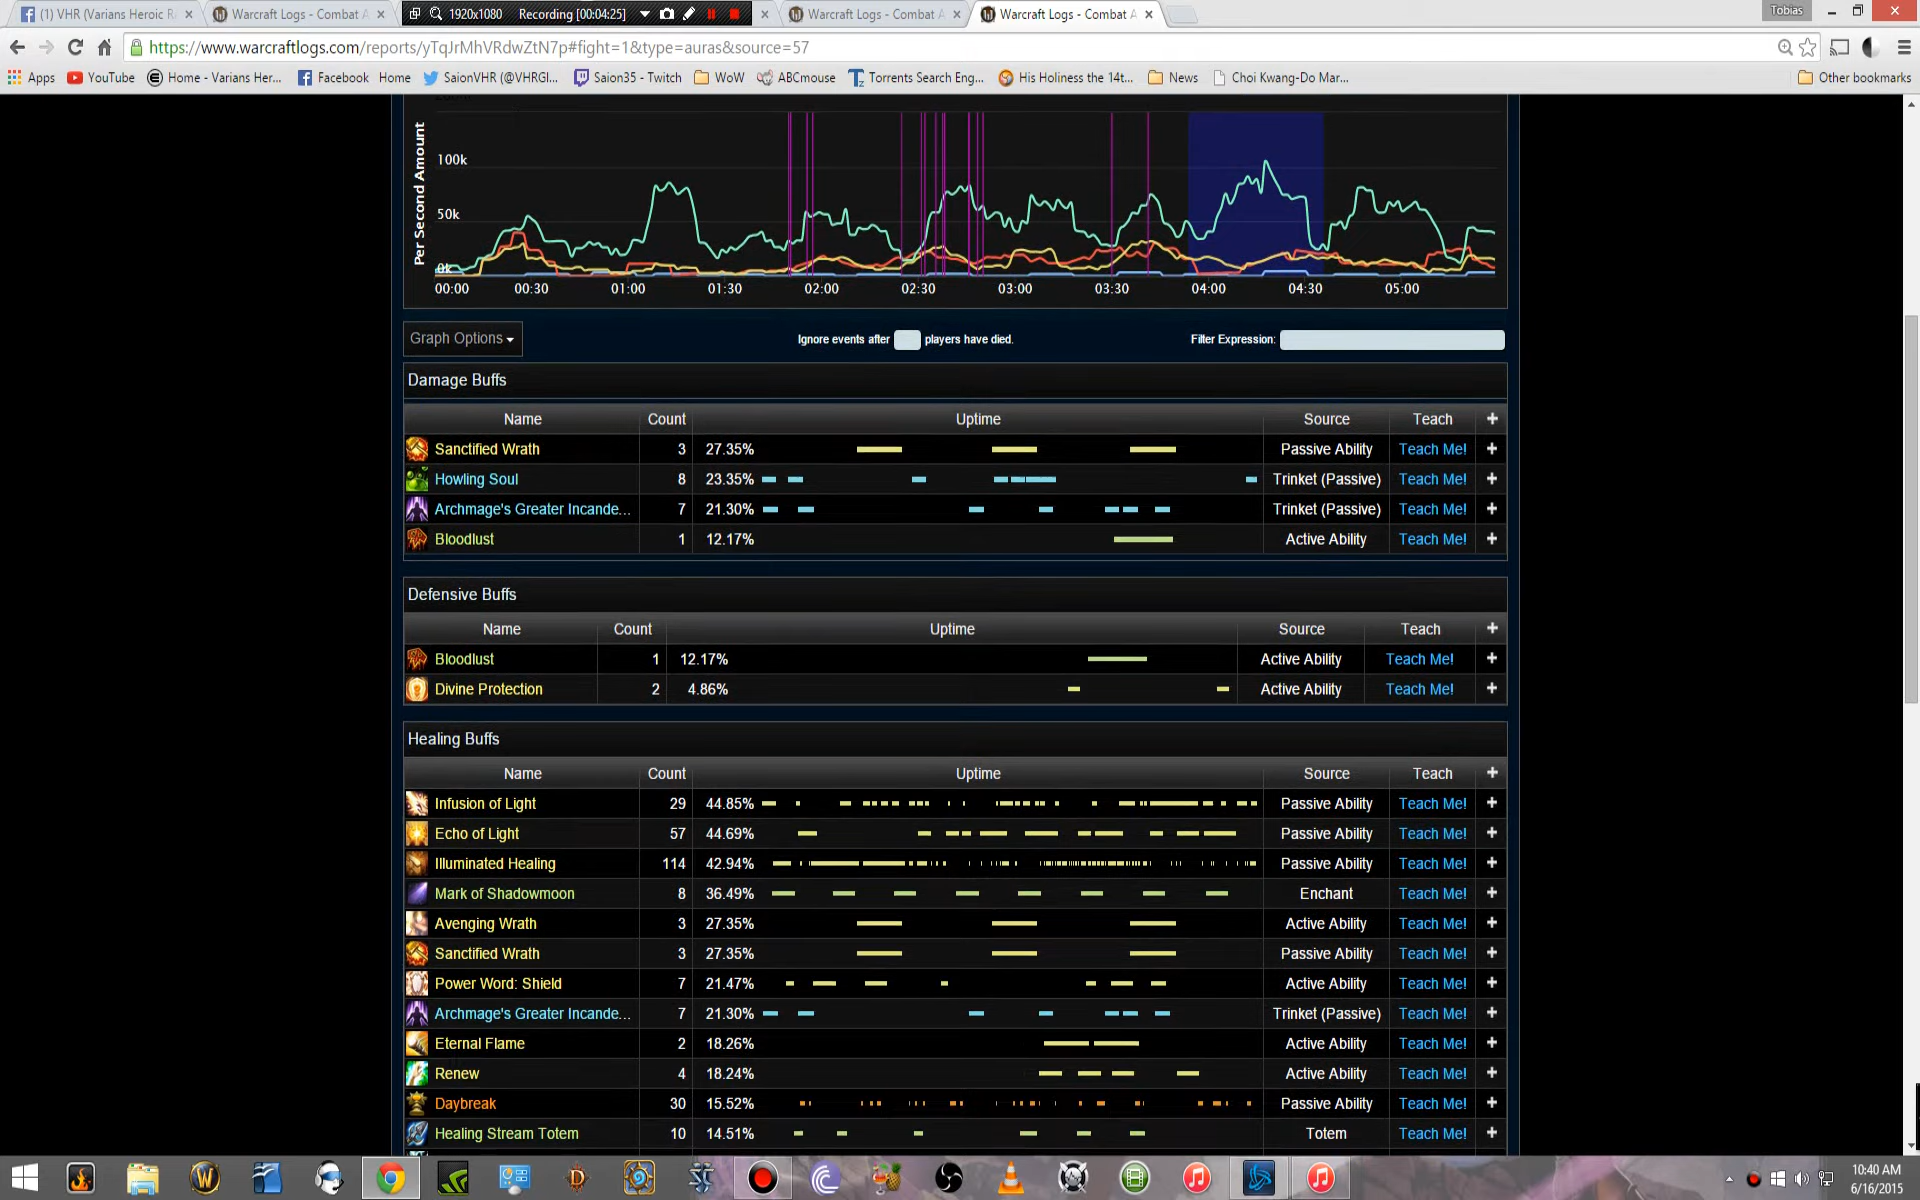 (1) VHR (Varians Heroic R
Warcraft Logs - Combat A
1920x1080
Recording [00:04:25]
Warcraft Logs - Combat A
Warcraft Logs - Combat A
Tobias
https://www.warcraftlogs.com/reports/yTqJrMhVRdwZtN7p#fight=1&type=auras&source=57
Apps
YouTube
Home - Varians Her...
Facebook
Home
SaionVHR (@VHRGl...
Saion35 - Twitch
WoW
ABCmouse
Torrents Search Eng...
His Holiness the 14t...
News
Choi Kwang-Do Mar...
Other bookmarks
Per Second Amount
100k
50k
0k
00:00 00:30 01:00 01:30 02:00 02:30 03:00 03:30 04:00 04:30 05:00
Graph Options
Ignore events after players have died.
Filter Expression:
Damage Buffs
Name Count Uptime Source Teach +
Sanctified Wrath 3 27.35% Passive Ability Teach Me! +
Howling Soul 8 23.35% Trinket (Passive) Teach Me! +
Archmage's Greater Incande... 7 21.30% Trinket (Passive) Teach Me! +
Bloodlust 1 12.17% Active Ability Teach Me! +
Defensive Buffs
Name Count Uptime Source Teach +
Bloodlust 1 12.17% Active Ability Teach Me! +
Divine Protection 2 4.86% Active Ability Teach Me! +
Healing Buffs
Name Count Uptime Source Teach +
Infusion of Light 29 44.85% Passive Ability Teach Me! +
Echo of Light 57 44.69% Passive Ability Teach Me! +
Illuminated Healing 114 42.94% Passive Ability Teach Me! +
Mark of Shadowmoon 8 36.49% Enchant Teach Me! +
Avenging Wrath 3 27.35% Active Ability Teach Me! +
Sanctified Wrath 3 27.35% Passive Ability Teach Me! +
Power Word: Shield 7 21.47% Active Ability Teach Me! +
Archmage's Greater Incande... 7 21.30% Trinket (Passive) Teach Me! +
Eternal Flame 2 18.26% Active Ability Teach Me! +
Renew 4 18.24% Active Ability Teach Me! +
Daybreak 30 15.52% Passive Ability Teach Me! +
Healing Stream Totem 10 14.51% Totem Teach Me! +
10:40 AM
6/16/2015